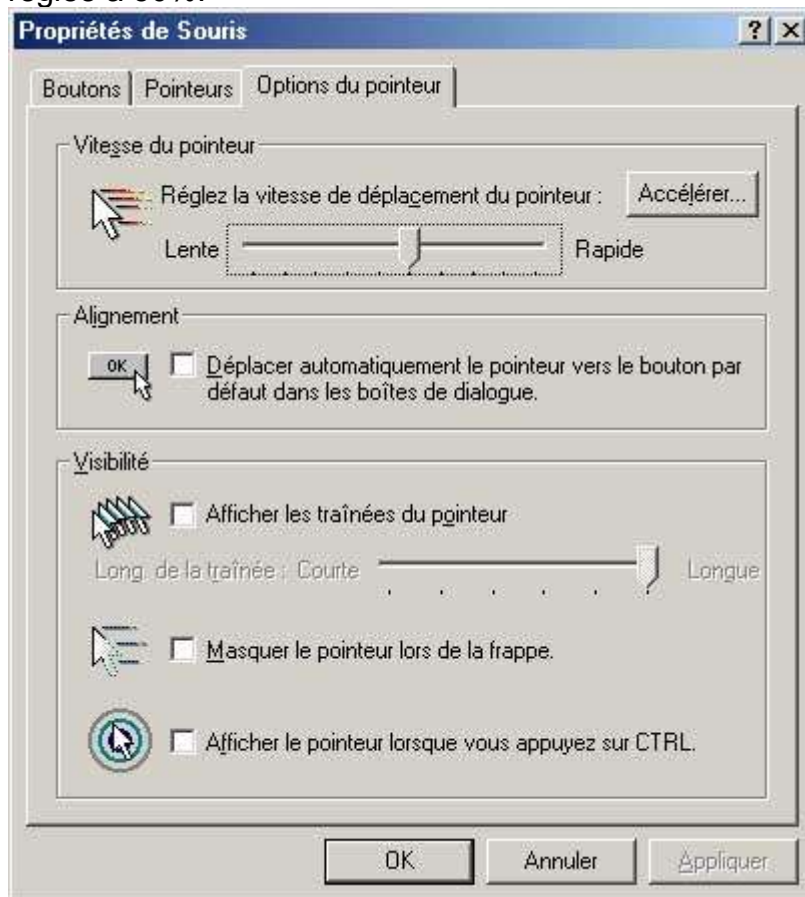 Propriétés de Souris
Boutons Pointeurs Options du pointeur
Vitesse du pointeur
Réglez la vitesse de déplacement du pointeur : Accélérer...
Lente Rapide
Alignement
OK Déplacer automatiquement le pointeur vers le bouton par
défaut dans les boîtes de dialogue.
Visibilité
Afficher les traînées du pointeur
Long. de la traînée : Courte Longue
Masquer le pointeur lors de la frappe.
Afficher le pointeur lorsque vous appuyez sur CTRL.
OK Annuler Appliquer